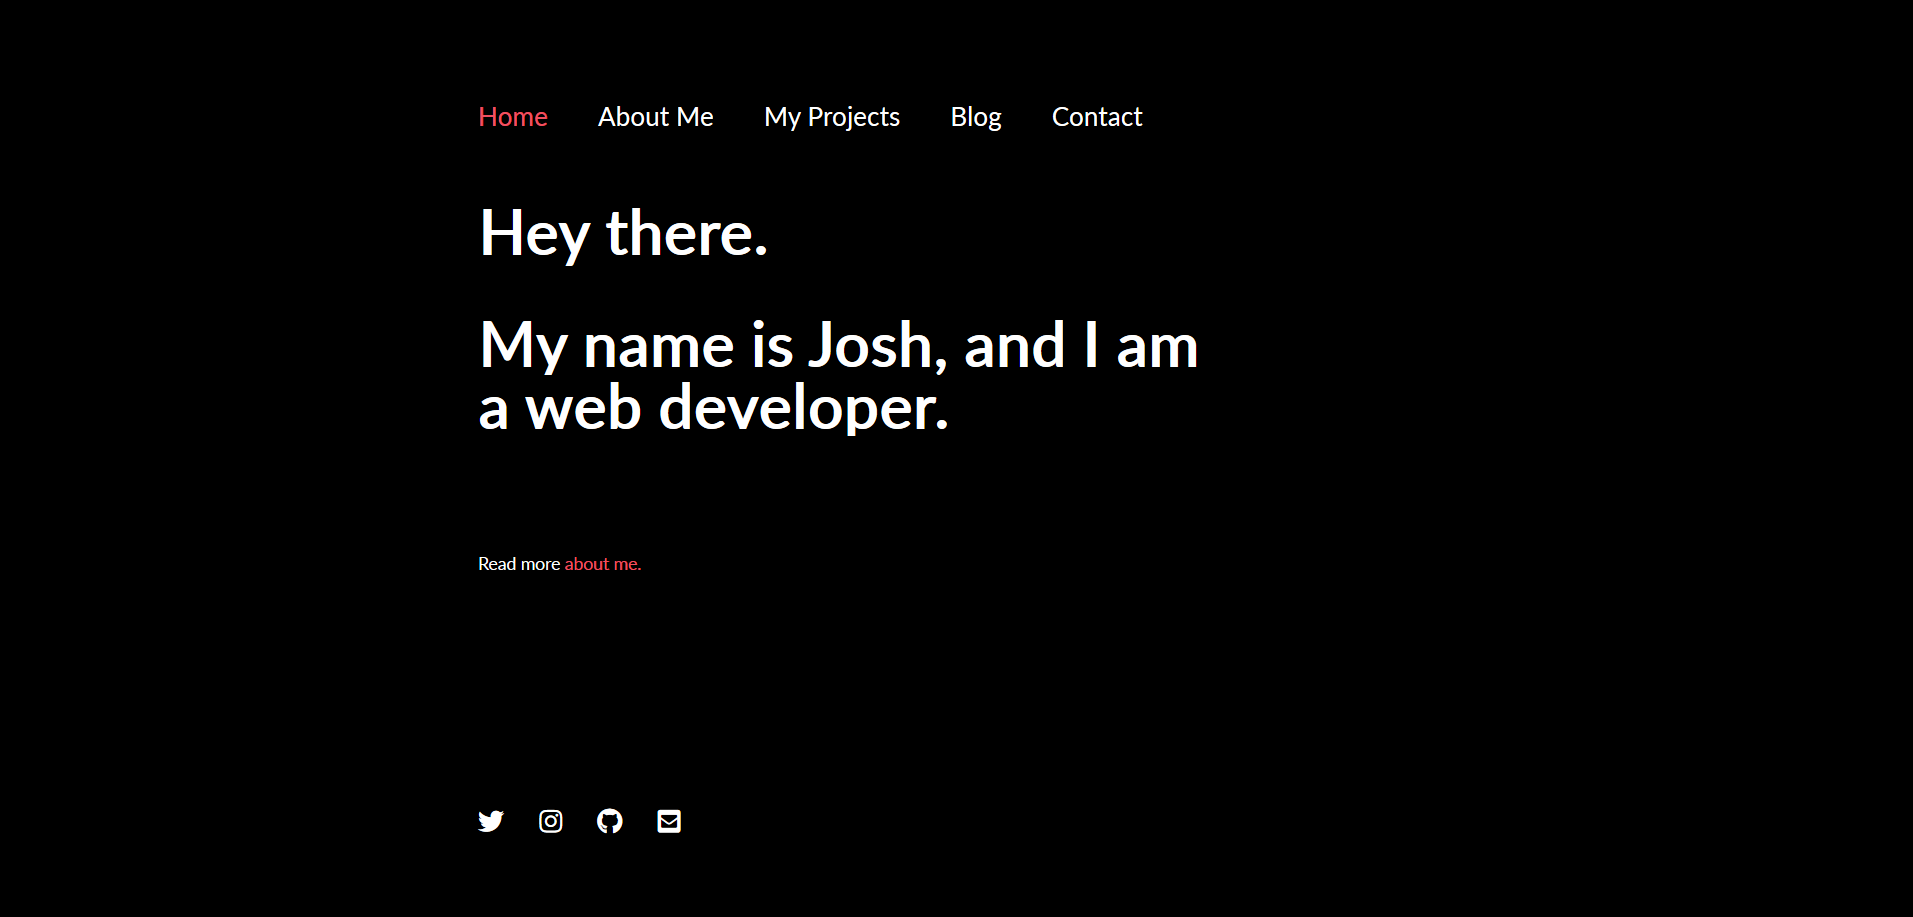 Home About Me My Projects Blog Contact
Hey there.
My name is Josh, and I am
a web developer.
Read more about me.